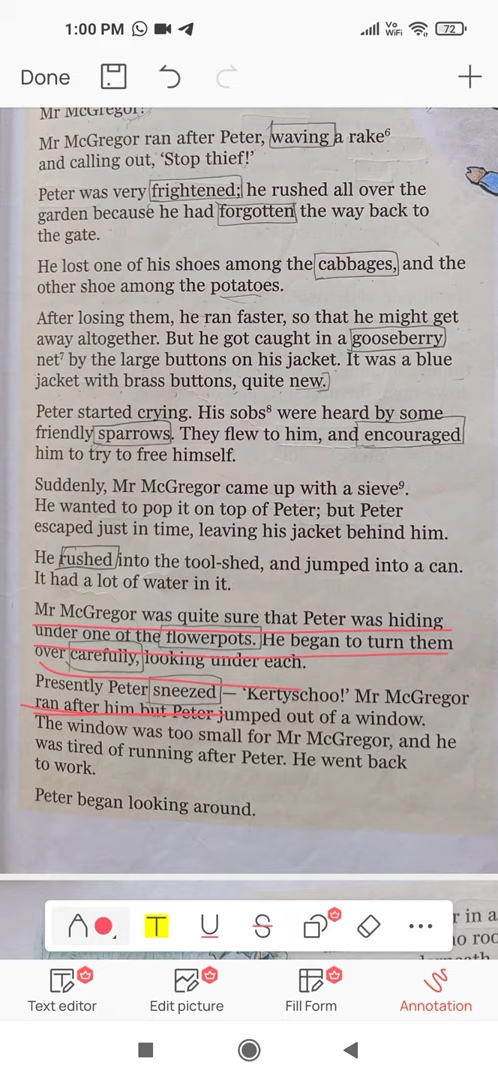 1:00 PM
Vo
WiFi
72
Done
Mr McGregor!
Mr McGregor ran after Peter, waving a rake⁶
and calling out, ‘Stop thief!’
Peter was very frightened; he rushed all over the
garden because he had forgotten the way back to
the gate.
He lost one of his shoes among the cabbages, and the
other shoe among the potatoes.
After losing them, he ran faster, so that he might get
away altogether. But he got caught in a gooseberry
net⁷ by the large buttons on his jacket. It was a blue
jacket with brass buttons, quite new.
Peter started crying. His sobs⁸ were heard by some
friendly sparrows. They flew to him, and encouraged
him to try to free himself.
Suddenly, Mr McGregor came up with a sieve⁹.
He wanted to pop it on top of Peter; but Peter
escaped just in time, leaving his jacket behind him.
He rushed into the tool-shed, and jumped into a can.
It had a lot of water in it.
Mr McGregor was quite sure that Peter was hiding
under one of the flowerpots. He began to turn them
over carefully, looking under each.
Presently Peter sneezed – ‘Kertyschoo!’ Mr McGregor
ran after him but Peter jumped out of a window.
The window was too small for Mr McGregor, and he
was tired of running after Peter. He went back
to work.
Peter began looking around.
r in a
T
U
S
Text editor
Edit picture
Fill Form
Annotation